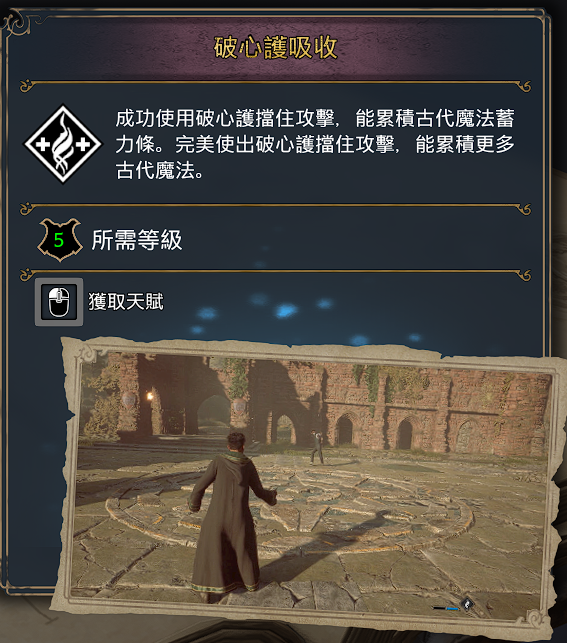 破心護吸收
成功使用破心護擋住攻擊，能累積古代魔法蓄
力條。完美使出破心護擋住攻擊，能累積更多
古代魔法。
5 所需等級
獲取天賦